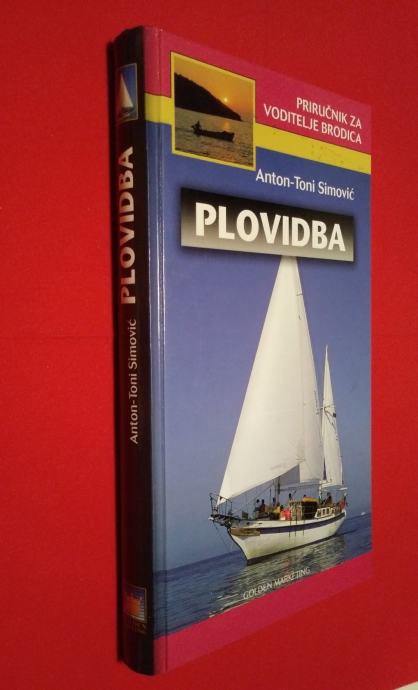 PRIRUČNIK ZA
VODITELJE BRODICA
Anton-Toni Simović
PLOVIDBA
GOLDEN MARKETING
Anton-Toni Simović PLOVIDBA